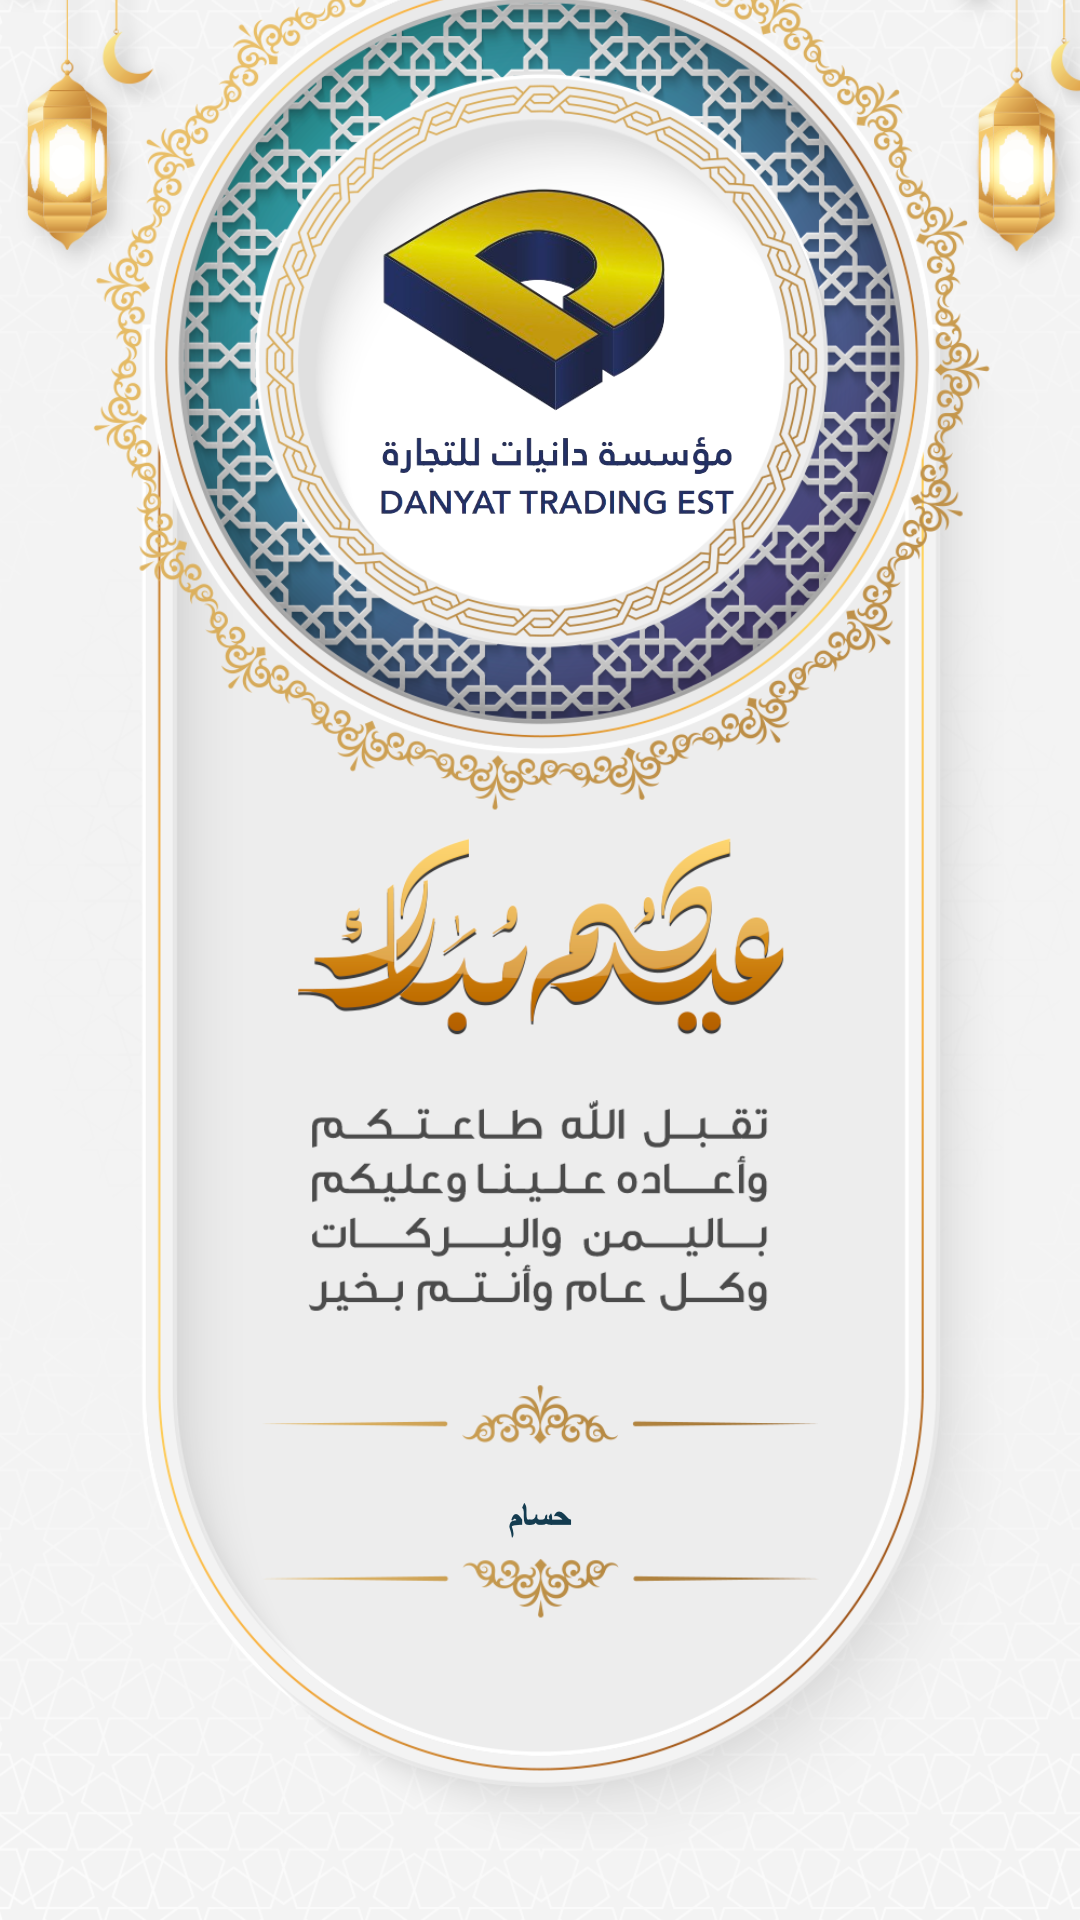 مؤسسة دانيات للتجارة
DANYAT TRADING EST
عيدكم مُبَارك
تقبل الله طاعتكم
وأعاده علينا وعليكم
باليمن والبركات
وكل عام وأنتم بخير
حسام